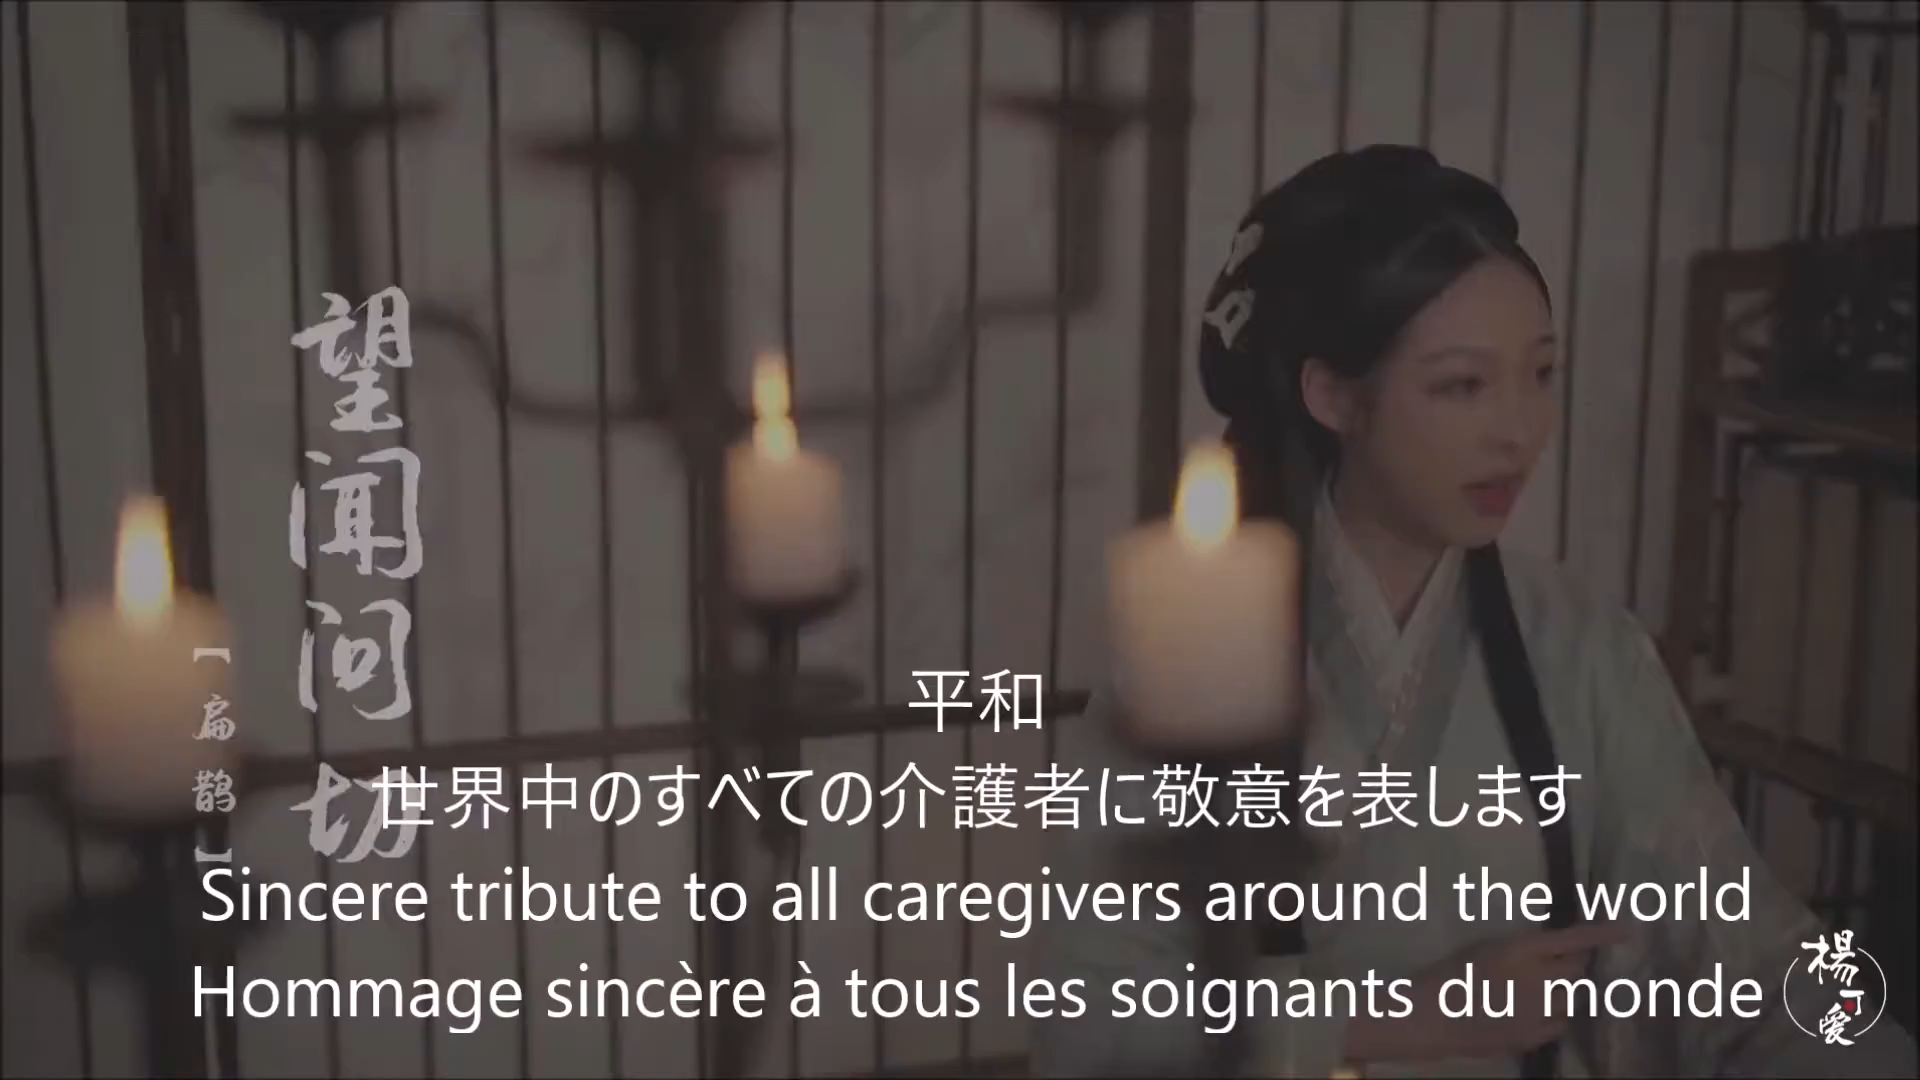 望闻问切
【扁鹊】
平和
世界中のすべての介護者に敬意を表します
Sincere tribute to all caregivers around the world
Hommage sincère à tous les soignants du monde
楊可愛